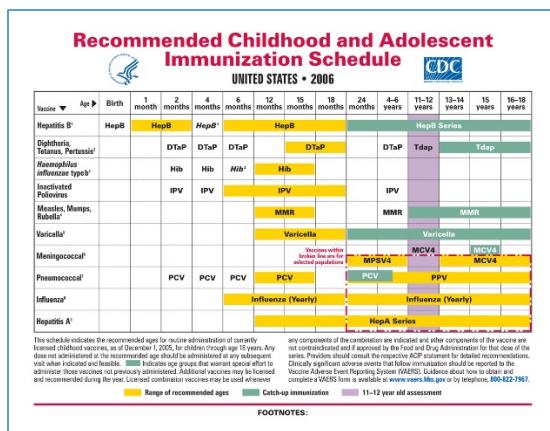 Recommended Childhood and Adolescent
Immunization Schedule
UNITED STATES • 2006
CDC
Vaccine ▼ Age ▶ Birth 1 month 2 months 4 months 6 months 12 months 15 months 18 months 24 months 4–6 years 11–12 years 13–14 years 15 years 16–18 years
Hepatitis B¹ HepB HepB HepB¹ HepB HepB Series
Diphtheria, Tetanus, Pertussis² DTaP DTaP DTaP DTaP DTaP Tdap Tdap
Haemophilus influenzae typeb³ Hib Hib Hib³ Hib
Inactivated Poliovirus IPV IPV IPV IPV
Measles, Mumps, Rubella⁴ MMR MMR MMR
Varicella⁵ Varicella Varicella
Meningococcal⁶ Vaccines within broken line are for selected populations MPSV4 MCV4 MCV4 MCV4
Pneumococcal⁷ PCV PCV PCV PCV PCV PPV
Influenza⁸ Influenza (Yearly) Influenza (Yearly)
Hepatitis A⁹ HepA Series
This schedule indicates the recommended ages for routine administration of currently
licensed childhood vaccines, as of December 1, 2005, for children through age 18 years. Any
dose not administered at the recommended age should be administered at any subsequent
visit when indicated and feasible. Indicates age groups that warrant special effort to
administer those vaccines not previously administered. Additional vaccines may be licensed
and recommended during the year. Licensed combination vaccines may be used whenever
any components of the combination are indicated and other components of the vaccine are
not contraindicated and if approved by the Food and Drug Administration for that dose of the
series. Providers should consult the respective ACIP statement for detailed recommendations.
Clinically significant adverse events that follow immunization should be reported to the
Vaccine Adverse Event Reporting System (VAERS). Guidance about how to obtain and
complete a VAERS form is available at www.vaers.hhs.gov or by telephone, 800-822-7967.
Range of recommended ages Catch-up immunization 11–12 year old assessment
FOOTNOTES: